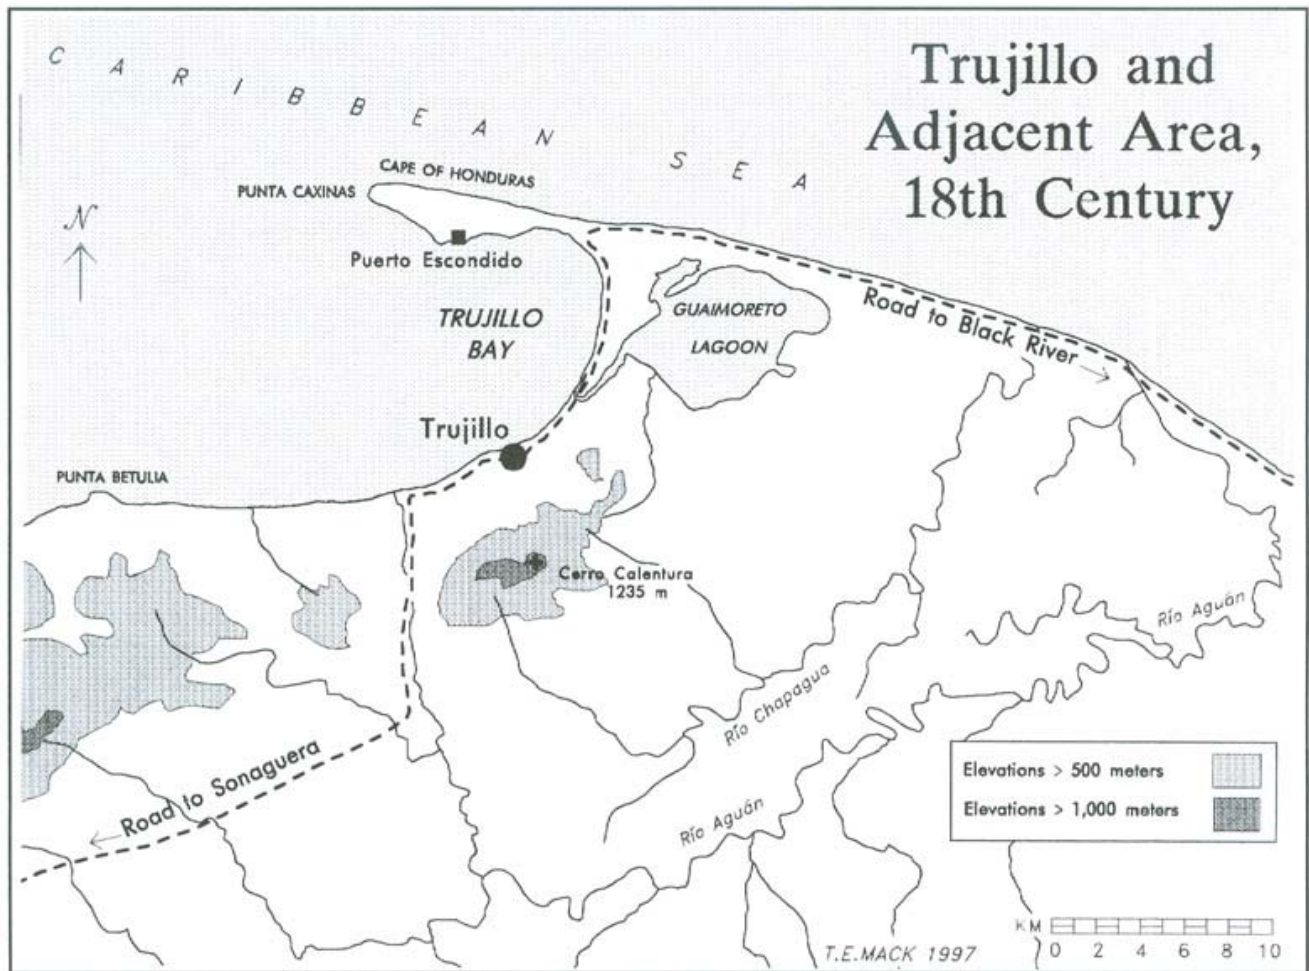 Trujillo and
Adjacent Area,
18th Century
CARIBBEAN SEA
CAPE OF HONDURAS
PUNTA CAXINAS
N
Puerto Escondido
TRUJILLO
BAY
GUAIMORETO
LAGOON
Road to Black River
Trujillo
PUNTA BETULIA
Cerro Calentura
1235 m
Río Aguán
Río Chapagua
Road to Sonaguera
Río Aguán
Elevations > 500 meters
Elevations > 1,000 meters
KM
0 2 4 6 8 10
T.E.MACK 1997